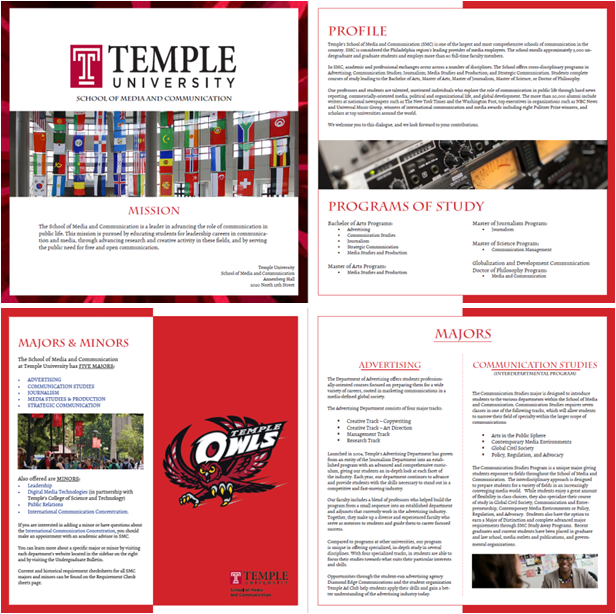 TEMPLE
UNIVERSITY
SCHOOL OF MEDIA AND COMMUNICATION
MISSION
The School of Media and Communication is a leader in advancing the role of communication in
public life. This mission is pursued by educating students for leadership careers in communica-
tion and media, through advancing research and creative activity in these fields, and by serving
the public need for free and open communication.
Temple University
School of Media and Communication
Annenberg Hall
2020 North 13th Street
PROFILE
Temple's School of Media and Communication (SMC) is one of the largest and most comprehensive schools of communication in the
country. SMC is considered the Philadelphia region's leading provider of media employees. The school enrolls approximately 3,000 un-
dergraduate and graduate students and employs more than 60 full-time faculty members.
In SMC, academic and professional exchanges occur across a number of disciplines. The School offers cross-disciplinary programs in
Advertising, Communication Studies, Journalism, Media Studies and Production, and Strategic Communication. Students complete
courses of study leading to the Bachelor of Arts, Master of Arts, Master of Journalism, Master of Science, or Doctor of Philosophy.
Our professors and students are talented, motivated individuals who explore the role of communication in public life through hard news
reporting, commercially-oriented media, political and organizational life, and global development. The more than 20,000 alumni include
writers at national newspapers such as The New York Times and the Washington Post, top executives at organizations such as NBC News
and Universal Music Group, winners of international communication and media awards including eight Pulitzer Prize winners, and
scholars at top universities around the world.
We welcome you to this dialogue, and we look forward to your contributions.
PROGRAMS OF STUDY
Bachelor of Arts Programs:
• Advertising
• Communication Studies
• Journalism
• Strategic Communication
• Media Studies and Production
Master of Arts Program:
• Media Studies and Production
Master of Journalism Program:
• Journalism
Master of Science Program:
• Communication Management
Globalization and Development Communication
Doctor of Philosophy Program:
• Media and Communication
MAJORS & MINORS
The School of Media and Communication
at Temple University has FIVE MAJORS:
• ADVERTISING
• COMMUNICATION STUDIES
• JOURNALISM
• MEDIA STUDIES & PRODUCTION
• STRATEGIC COMMUNICATION
Also offered are MINORS:
• Leadership
• Digital Media Technologies (in partnership with
Temple's College of Science and Technology)
• Public Relations
• International Communication Concentration.
If you are interested in adding a minor or have questions about
the International Communication Concentration, you should
make an appointment with an academic advisor in SMC.
You can learn more about a specific major or minor by visiting
each department's website located in the sidebar on the right
and by visiting the Undergraduate Bulletin.
Current and historical requirement checksheets for all SMC
majors and minors can be found on the Requirement Check
sheets page.
TEMPLE
OWLS
TEMPLE
UNIVERSITY
School of Media
and Communication
MAJORS
ADVERTISING
The Department of Advertising offers students profession-
ally-oriented courses focused on preparing them for a wide
variety of careers, rooted in marketing communications in a
media-defined global society.
The Advertising Department consists of four major tracks:
• Creative Track – Copywriting
• Creative Track – Art Direction
• Management Track
• Research Track
Launched in 2004, Temple's Advertising Department has grown
from an entity of the Journalism Department into an estab-
lished program with an advanced and comprehensive curric-
ulum, giving our students an in-depth look at each facet of
the industry. Each year, our department continues to advance
and provide students with the skills necessary to stand out in a
competitive and fast-moving industry.
Our faculty includes a blend of professors who helped build the
program from a small sequence into an established department
and adjuncts that currently work in the advertising industry.
Together, they make up a diverse and experienced faculty who
serve as mentors to students and guide them to career focused
success.
Compared to programs at other universities, our program
is unique in offering specialized, in-depth study in several
disciplines. With four specialized tracks, in students are able to
focus their studies towards what suits their particular interests
and skills.
Opportunities through the student-run advertising agency
Diamond Edge Communications and the student organization
Temple Ad Club help students apply their skills and gain a bet-
ter understanding of the advertising industry today.
COMMUNICATION STUDIES
(INTERDEPARTMENTAL PROGRAM)
The Communication Studies major is designed to introduce
students to the various departments within the School of Media
and Communication. Communication Studies requires seven
classes in one of the following tracks, which will allow students
to narrow their field of specialty within the larger scope of
communications:
• Arts in the Public Sphere
• Contemporary Media Environments
• Global Civil Society
• Policy, Regulation, and Advocacy
The Communication Studies Program is a unique major giving
students exposure to fields throughout the School of Media and
Communication. The interdisciplinary approach is designed
to prepare students for a variety of fields in an increasingly
converging media world. While students enjoy a great amount
of flexibility in class choices, they also specialize their course
of study in Global Civil Society, Communication and Entre-
preneurship, Contemporary Media Environments or Policy,
Regulation, and Advocacy. Students also have the option to
earn a Major of Distinction and complete advanced major
requirements through SMC Study Away Programs. Recent
graduates and current students have been placed in graduate
and law school, media outlets and publications, and govern-
mental organizations.